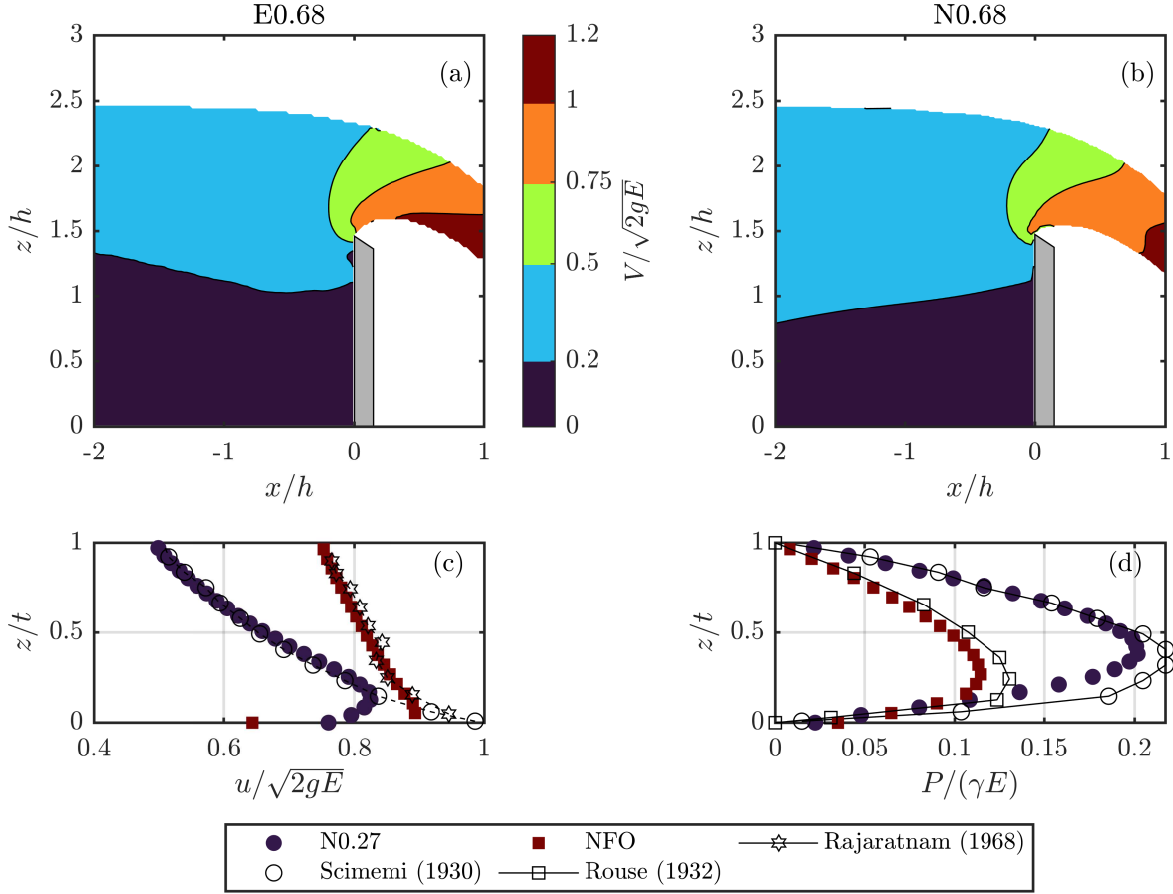 E0.68
N0.68
3
2.5
2
1.5
1
0.5
0
z/h
(a)
-2
-1
0
1
x/h
1.2
1
0.75
0.5
0.2
0
V/√2gE
3
2.5
2
1.5
1
0.5
0
z/h
(b)
-2
-1
0
1
x/h
1
0.5
0
z/t
(c)
0.4
0.6
0.8
1
u/√2gE
1
0.5
0
z/t
(d)
0
0.05
0.1
0.15
0.2
P/(γE)
N0.27
NFO
Rajaratnam (1968)
Scimemi (1930)
Rouse (1932)